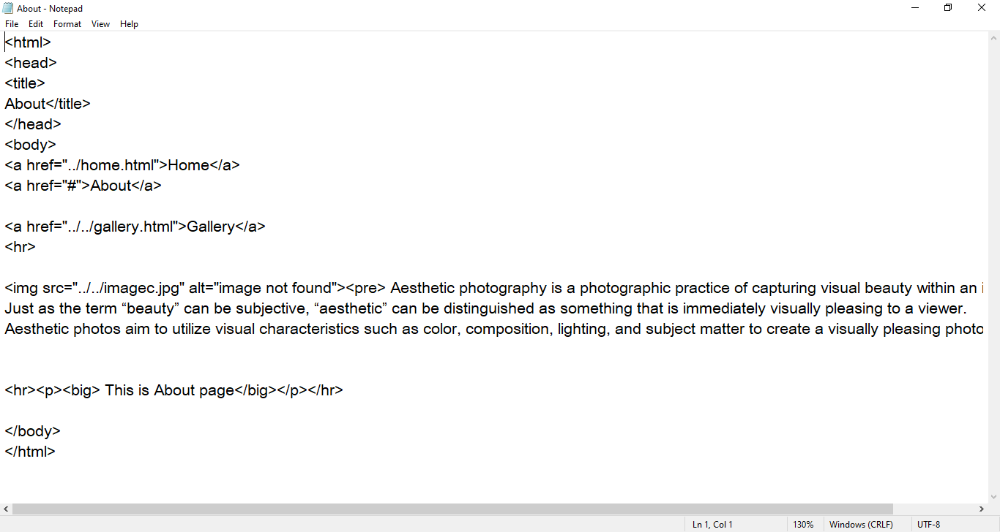 About - Notepad
File Edit Format View Help
<html>
<head>
<title>
About</title>
</head>
<body>
<a href="../home.html">Home</a>
<a href="#">About</a>
<a href="../../gallery.html">Gallery</a>
<hr>
<img src="../../imagec.jpg" alt="image not found"><pre> Aesthetic photography is a photographic practice of capturing visual beauty within an i
Just as the term “beauty” can be subjective, “aesthetic” can be distinguished as something that is immediately visually pleasing to a viewer.
Aesthetic photos aim to utilize visual characteristics such as color, composition, lighting, and subject matter to create a visually pleasing photo
<hr><p><big> This is About page</big></p></hr>
</body>
</html>
Ln 1, Col 1 130% Windows (CRLF) UTF-8